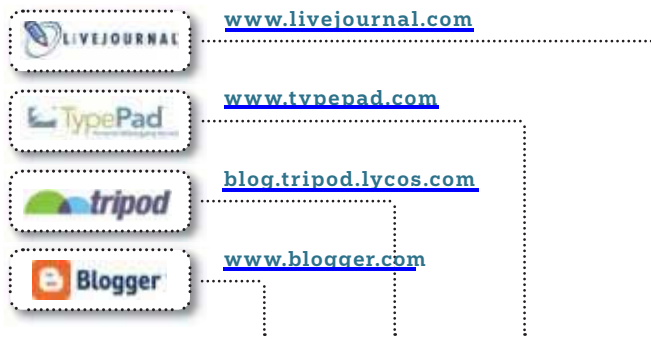 www.livejournal.com
LIVEJOURNAL
www.typepad.com
TypePad
blog.tripod.lycos.com
tripod
www.blogger.com
Blogger